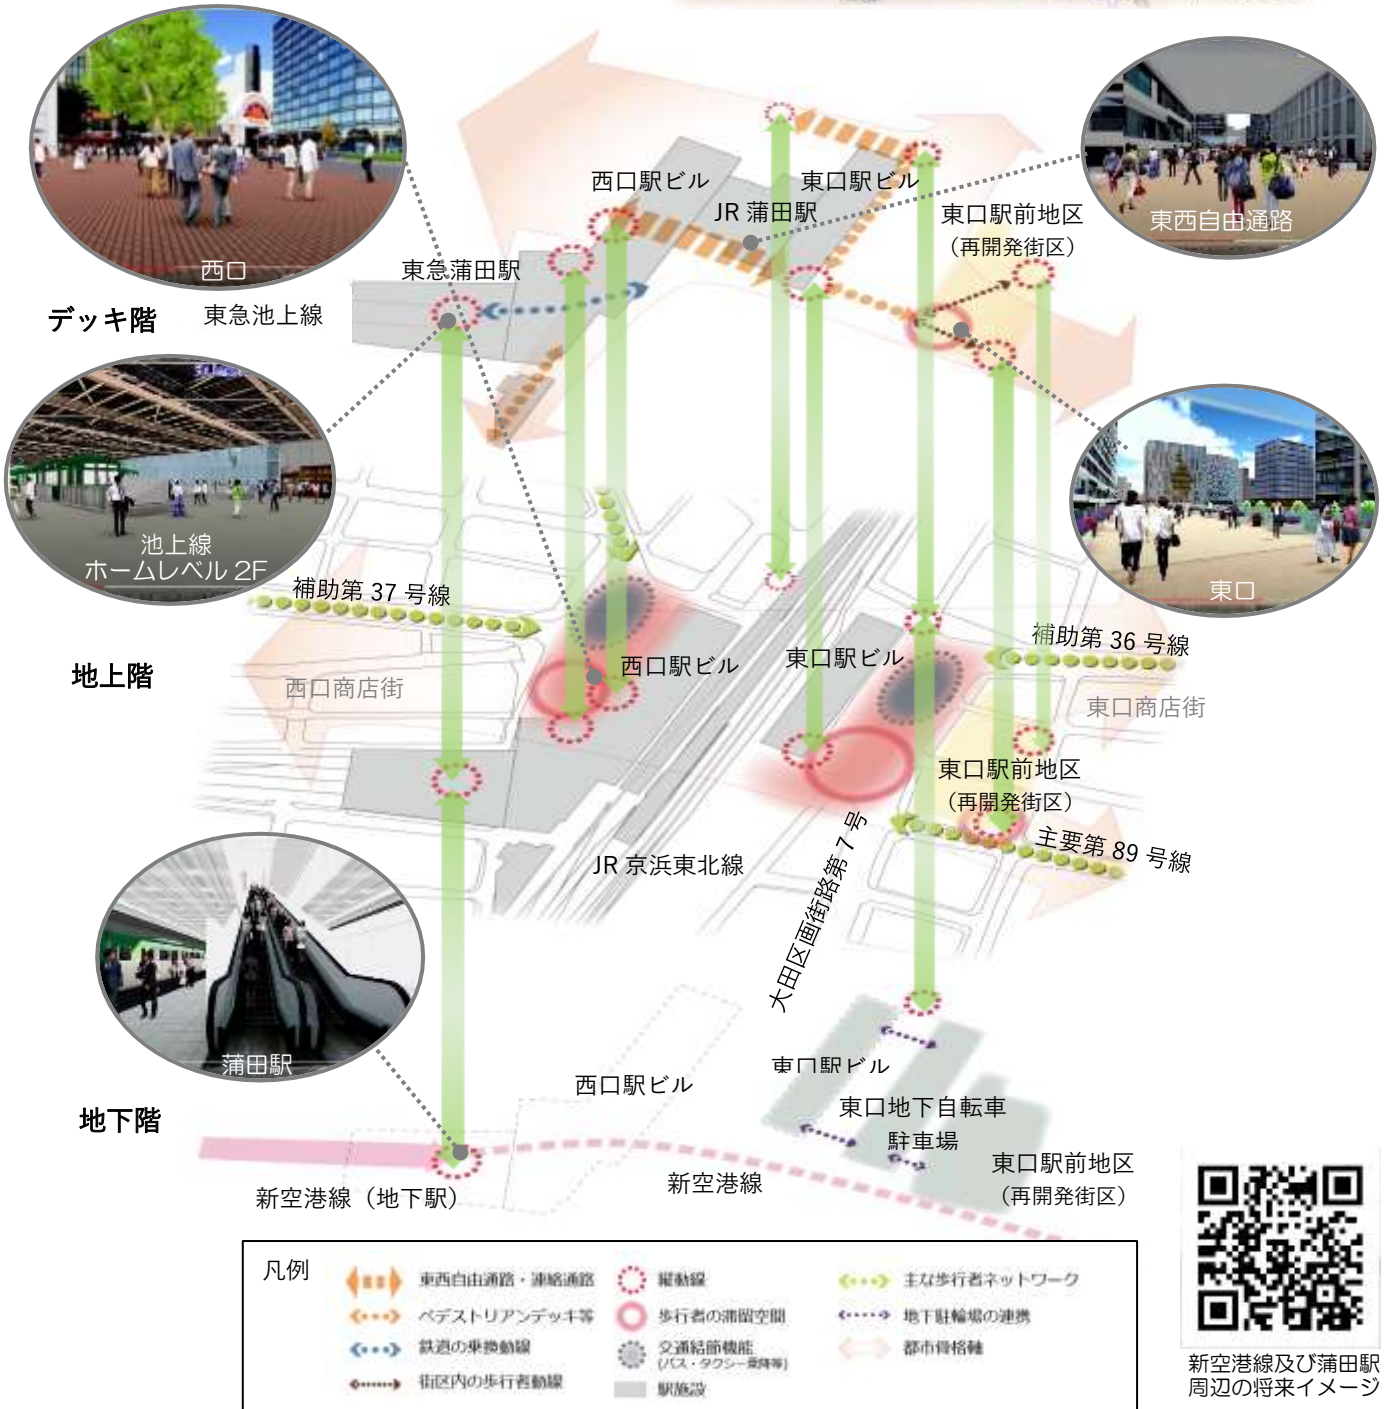 西口
デッキ階
東急池上線
東急蒲田駅
西口駅ビル
JR 蒲田駅
東口駅ビル
東口駅前地区
（再開発街区）
東西自由通路
池上線
ホームレベル 2F
東口
補助第 37 号線
地上階
西口商店街
西口駅ビル
東口駅ビル
補助第 36 号線
東口商店街
東口駅前地区
（再開発街区）
主要第 89 号線
JR 京浜東北線
大田区画街路第 7 号
蒲田駅
地下階
西口駅ビル
東口駅ビル
東口地下自転車
駐車場
東口駅前地区
（再開発街区）
新空港線
新空港線（地下駅）
凡例
東西自由通路・連絡通路
ペデストリアンデッキ等
鉄道の乗換動線
街区内の歩行者動線
縦動線
歩行者の滞留空間
交通結節機能
(バス・タクシー乗降等)
駅施設
主な歩行者ネットワーク
地下駐輪場の連携
都市骨格軸
新空港線及び蒲田駅
周辺の将来イメージ